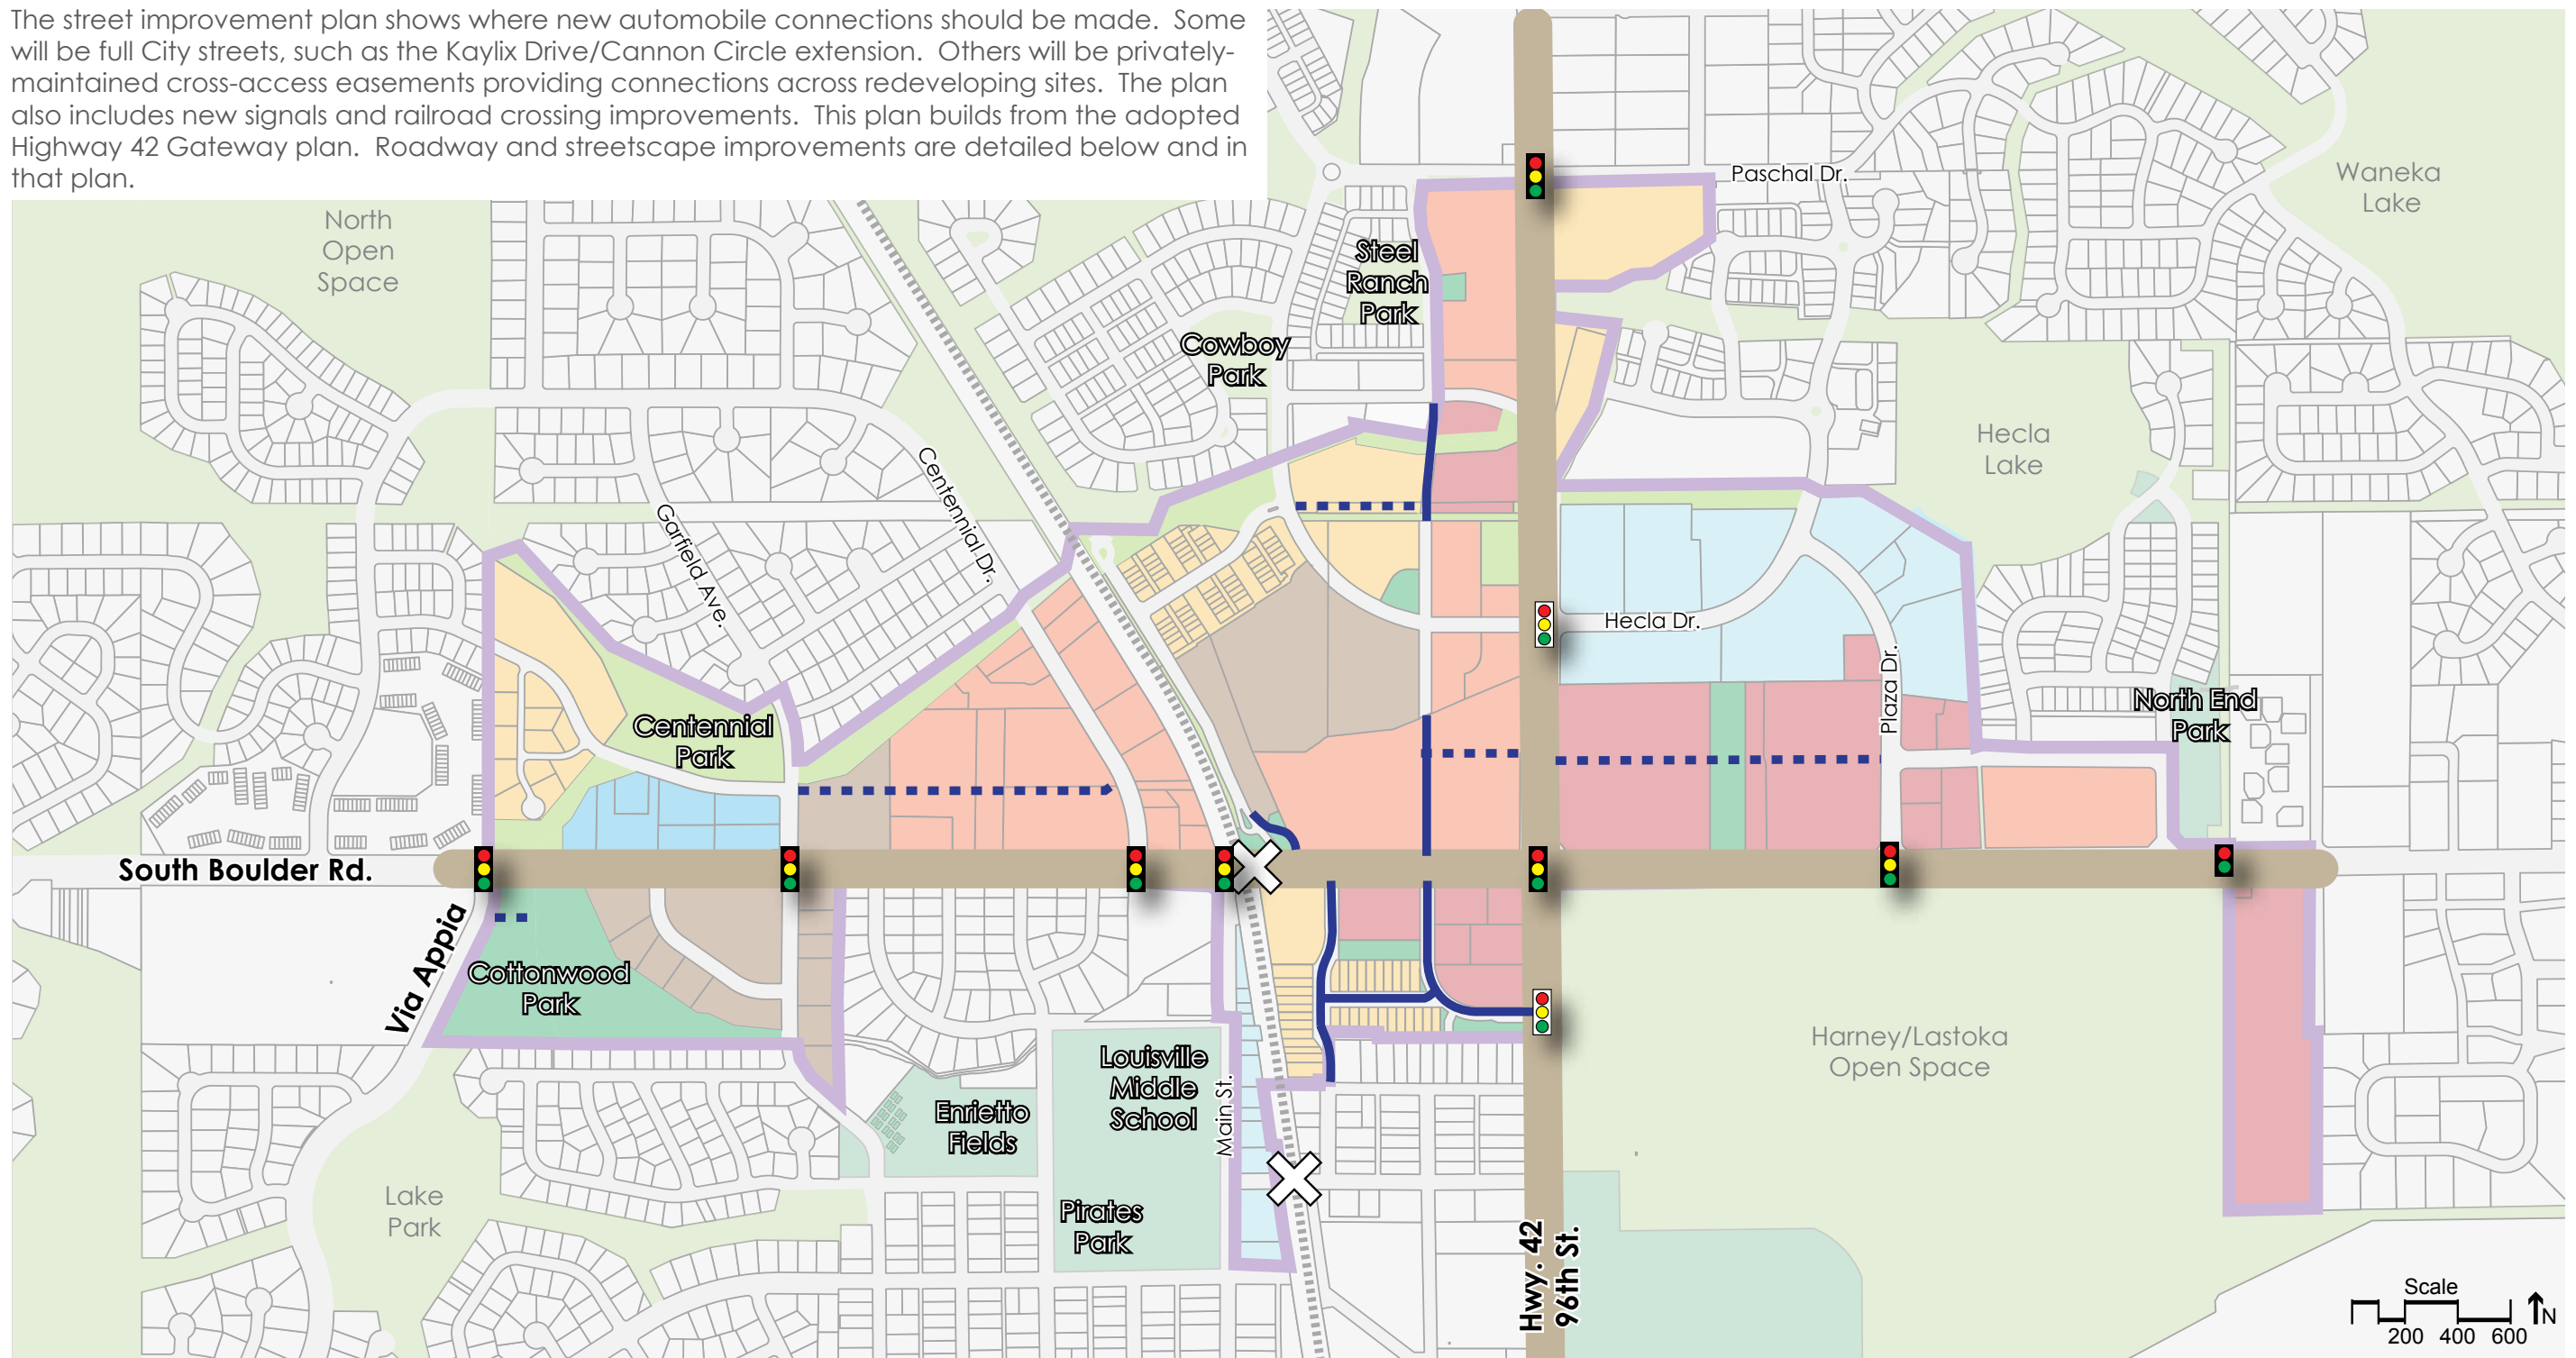 The street improvement plan shows where new automobile connections should be made.  Some
will be full City streets, such as the Kaylix Drive/Cannon Circle extension.  Others will be privately-
maintained cross-access easements providing connections across redeveloping sites.  The plan
also includes new signals and railroad crossing improvements.  This plan builds from the adopted
Highway 42 Gateway plan.  Roadway and streetscape improvements are detailed below and in
that plan.
North
Open
Space
Steel
Ranch
Park
Cowboy
Park
Paschal Dr.
Waneka
Lake
Hecla
Lake
Centennial Dr.
Garfield Ave.
Hecla Dr.
Plaza Dr.
Centennial
Park
North End
Park
South Boulder Rd.
Via Appia
Cottonwood
Park
Louisville
Middle
School
Main St.
Enrietto
Fields
Pirates
Park
Lake
Park
Harney/Lastoka
Open Space
Hwy. 42
96th St.
Scale
200 400 600
N